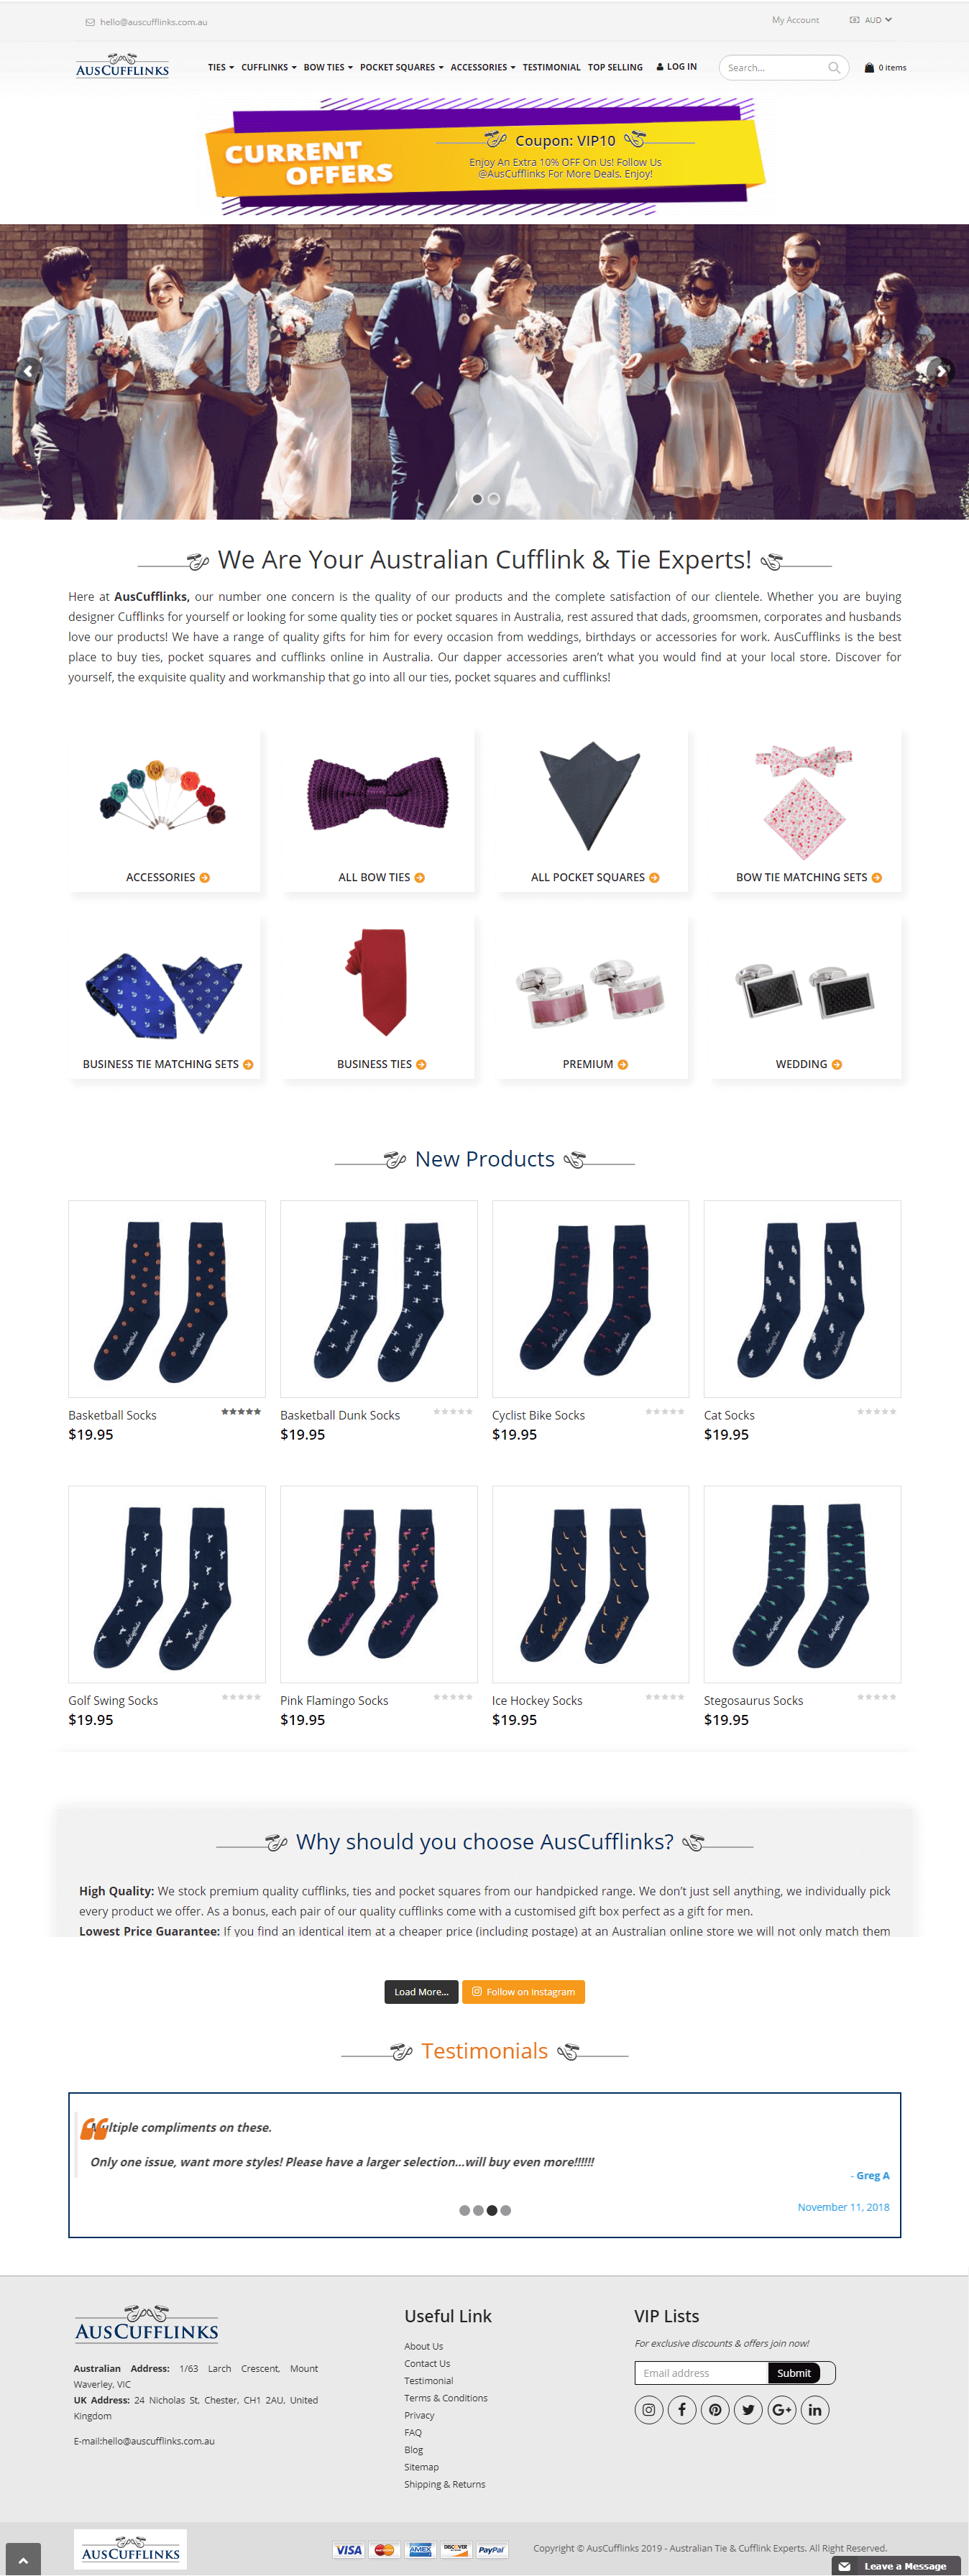 hello@auscufflinks.com.au
My Account
AUD
AUSCUFFLINKS
TIES
CUFFLINKS
BOW TIES
POCKET SQUARES
ACCESSORIES
TESTIMONIAL
TOP SELLING
LOG IN
Search...
0 items
CURRENT
OFFERS
Coupon: VIP10
Enjoy An Extra 10% OFF On Us! Follow Us
@AusCufflinks For More Deals, Enjoy!
We Are Your Australian Cufflink & Tie Experts!
Here at AusCufflinks, our number one concern is the quality of our products and the complete satisfaction of our clientele. Whether you are buying
designer Cufflinks for yourself or looking for some quality ties or pocket squares in Australia, rest assured that dads, groomsmen, corporates and husbands
love our products! We have a range of quality gifts for him for every occasion from weddings, birthdays or accessories for work. AusCufflinks is the best
place to buy ties, pocket squares and cufflinks online in Australia. Our dapper accessories aren't what you would find at your local store. Discover for
yourself, the exquisite quality and workmanship that go into all our ties, pocket squares and cufflinks!
ACCESSORIES
ALL BOW TIES
ALL POCKET SQUARES
BOW TIE MATCHING SETS
BUSINESS TIE MATCHING SETS
BUSINESS TIES
PREMIUM
WEDDING
New Products
Basketball Socks
$19.95
Basketball Dunk Socks
$19.95
Cyclist Bike Socks
$19.95
Cat Socks
$19.95
Golf Swing Socks
$19.95
Pink Flamingo Socks
$19.95
Ice Hockey Socks
$19.95
Stegosaurus Socks
$19.95
Why should you choose AusCufflinks?
High Quality: We stock premium quality cufflinks, ties and pocket squares from our handpicked range. We don't just sell anything, we individually pick
every product we offer. As a bonus, each pair of our quality cufflinks come with a customised gift box perfect as a gift for men.
Lowest Price Guarantee: If you find an identical item at a cheaper price (including postage) at an Australian online store we will not only match them
Load More...
Follow on Instagram
Testimonials
Multiple compliments on these.
Only one issue, want more styles! Please have a larger selection...will buy even more!!!!!!
- Greg A
November 11, 2018
AUSCUFFLINKS
Australian Address: 1/63 Larch Crescent, Mount
Waverley, VIC
UK Address: 24 Nicholas St, Chester, CH1 2AU, United
Kingdom
E-mail:hello@auscufflinks.com.au
Useful Link
About Us
Contact Us
Testimonial
Terms & Conditions
Privacy
FAQ
Blog
Sitemap
Shipping & Returns
VIP Lists
For exclusive discounts & offers join now!
Email address
Submit
AUSCUFFLINKS
VISA
MasterCard
AMEX
DISCOVER
PayPal
Copyright © AusCufflinks 2019 - Australian Tie & Cufflink Experts. All Right Reserved.
Leave a Message